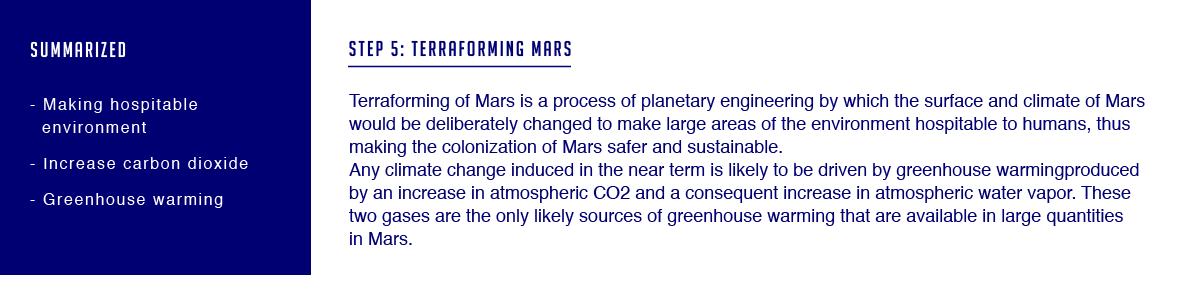 SUMMARIZED
- Making hospitable
environment
- Increase carbon dioxide
- Greenhouse warming
STEP 5: TERRAFORMING MARS
Terraforming of Mars is a process of planetary engineering by which the surface and climate of Mars
would be deliberately changed to make large areas of the environment hospitable to humans, thus
making the colonization of Mars safer and sustainable.
Any climate change induced in the near term is likely to be driven by greenhouse warmingproduced
by an increase in atmospheric CO2 and a consequent increase in atmospheric water vapor. These
two gases are the only likely sources of greenhouse warming that are available in large quantities
in Mars.